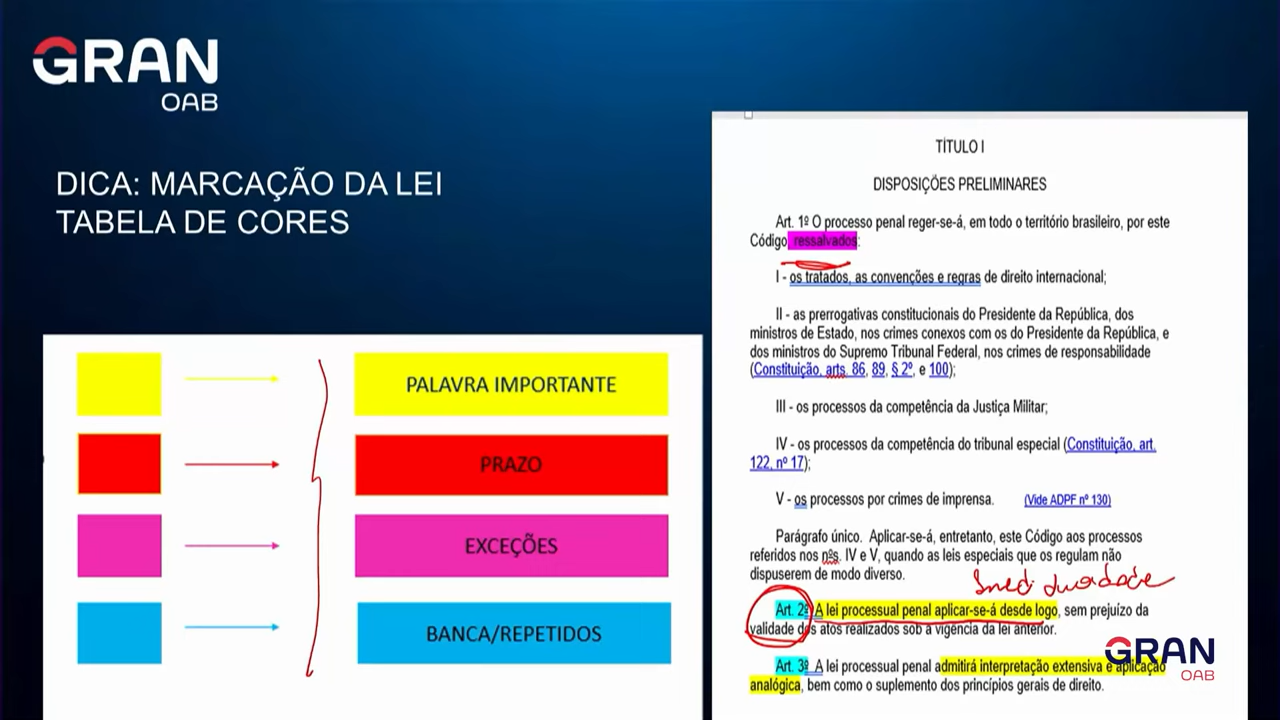 GRAN
OAB
DICA: MARCAÇÃO DA LEI
TABELA DE CORES
PALAVRA IMPORTANTE
PRAZO
EXCEÇÕES
BANCA/REPETIDOS
TÍTULO I
DISPOSIÇÕES PRELIMINARES
Art. 1º O processo penal reger-se-á, em todo o território brasileiro, por este
Código, ressalvados:
I - os tratados, as convenções e regras de direito internacional;
II - as prerrogativas constitucionais do Presidente da República, dos
ministros de Estado, nos crimes conexos com os do Presidente da República, e
dos ministros do Supremo Tribunal Federal, nos crimes de responsabilidade
(Constituição, arts. 86, 89, § 2º, e 100);
III - os processos da competência da Justiça Militar;
IV - os processos da competência do tribunal especial (Constituição, art.
122, nº 17);
V - os processos por crimes de imprensa. (Vide ADPF nº 130)
Parágrafo único. Aplicar-se-á, entretanto, este Código aos processos
referidos nos nºs. IV e V, quando as leis especiais que os regulam não
dispuserem de modo diverso.
Art. 2º A lei processual penal aplicar-se-á desde logo, sem prejuízo da
validade dos atos realizados sob a vigência da lei anterior.
Art. 3º A lei processual penal admitirá interpretação extensiva e aplicação
analógica, bem como o suplemento dos princípios gerais de direito.
GRAN
OAB